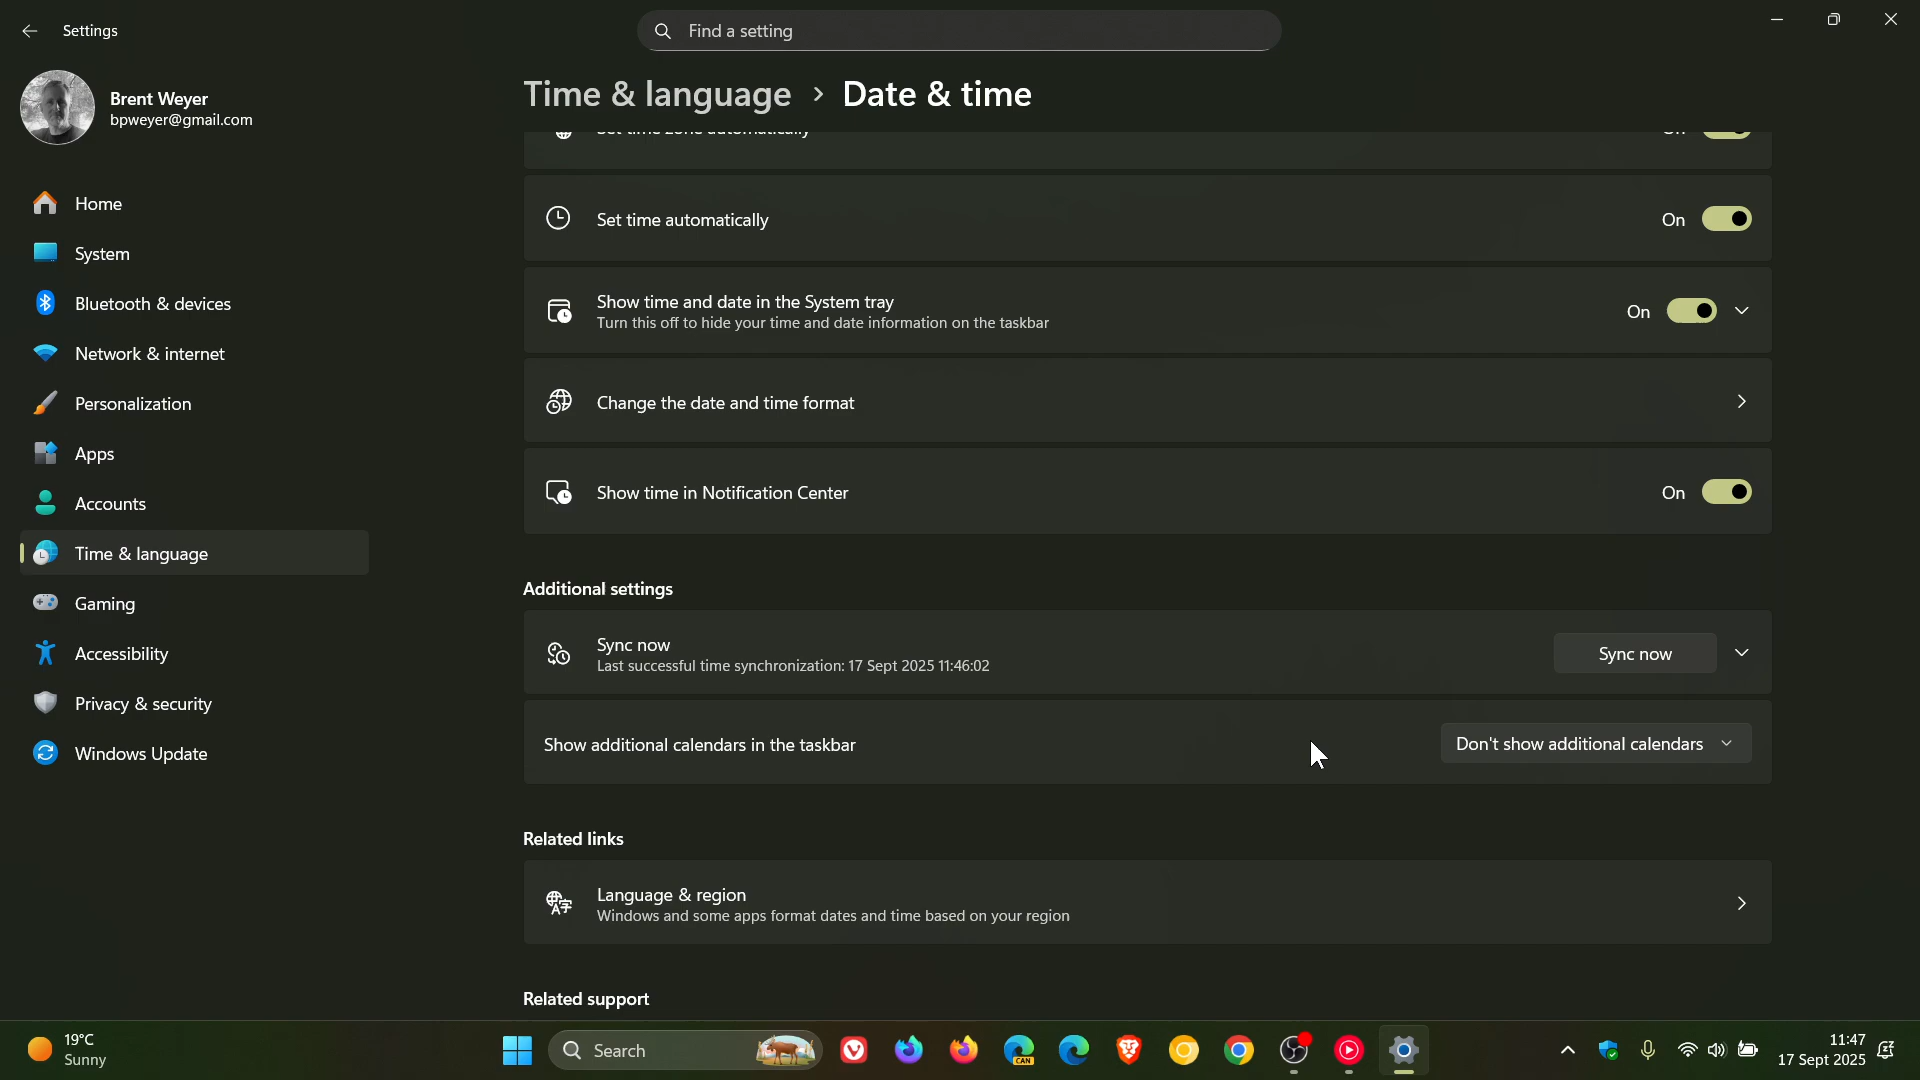 Settings
Find a setting
Brent Weyer
bpweyer@gmail.com
Home
System
Bluetooth & devices
Network & internet
Personalization
Apps
Accounts
Time & language
Gaming
Accessibility
Privacy & security
Windows Update
Time & language > Date & time
Set time zone automatically
On
Set time automatically
On
Show time and date in the System tray
Turn this off to hide your time and date information on the taskbar
On
Change the date and time format
Show time in Notification Center
On
Additional settings
Sync now
Last successful time synchronization: 17 Sept 2025 11:46:02
Sync now
Show additional calendars in the taskbar
Don't show additional calendars
Related links
Language & region
Windows and some apps format dates and time based on your region
Related support
19°C
Sunny
Search
CAN
11:47
17 Sept 2025